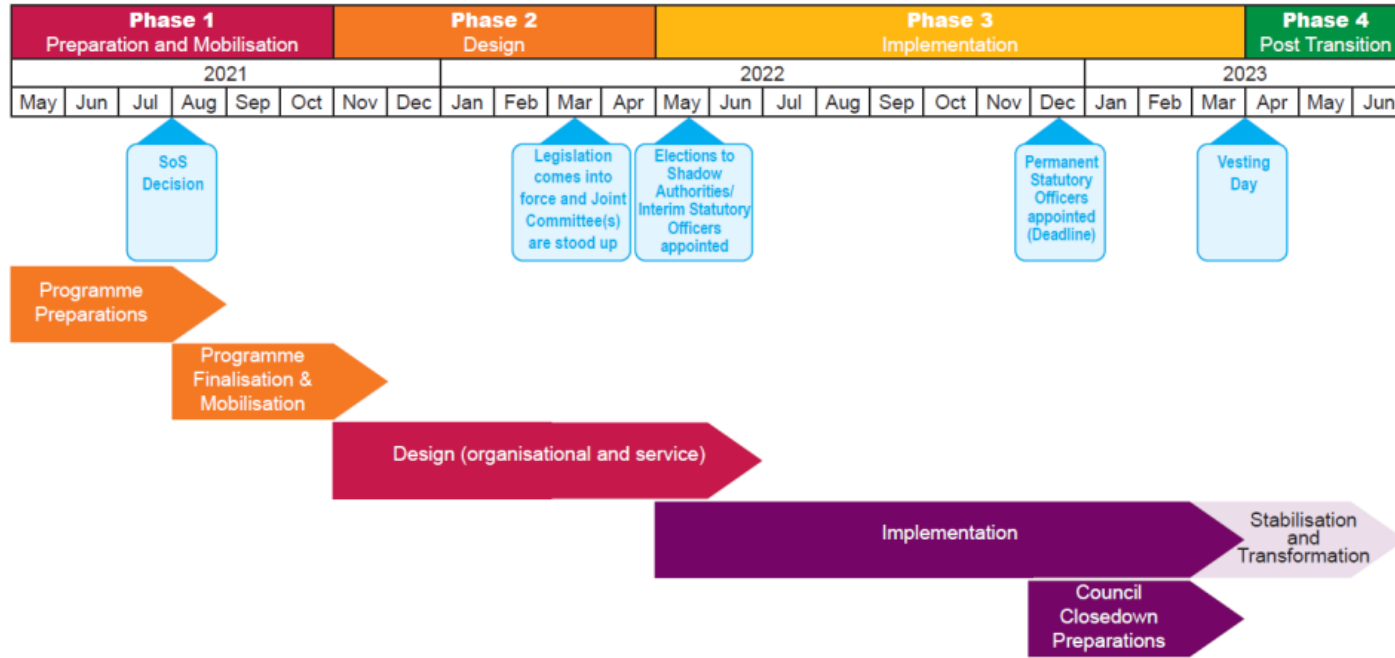 Phase 1
Preparation and Mobilisation
Phase 2
Design
Phase 3
Implementation
Phase 4
Post Transition
2021
2022
2023
May Jun Jul Aug Sep Oct Nov Dec Jan Feb Mar Apr May Jun Jul Aug Sep Oct Nov Dec Jan Feb Mar Apr May Jun
SoS
Decision
Legislation
comes into
force and Joint
Committee(s)
are stood up
Elections to
Shadow
Authorities/
Interim Statutory
Officers
appointed
Permanent
Statutory
Officers
appointed
(Deadline)
Vesting
Day
Programme
Preparations
Programme
Finalisation &
Mobilisation
Design (organisational and service)
Implementation
Stabilisation
and
Transformation
Council
Closedown
Preparations